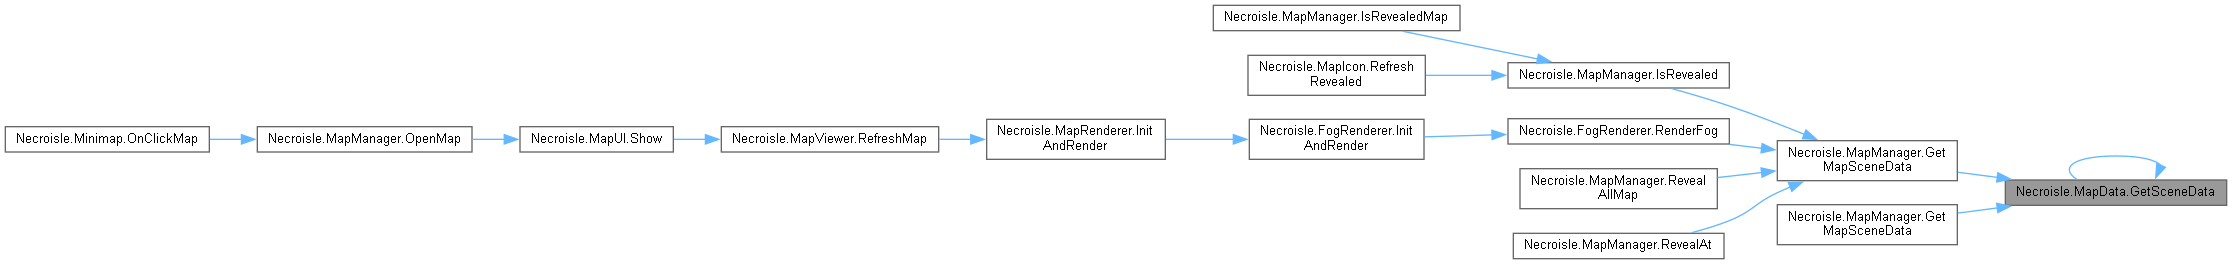 Necroisle.MapManager.IsRevealedMap
Necroisle.MapIcon.Refresh
Revealed
Necroisle.MapManager.IsRevealed
Necroisle.Minimap.OnClickMap
Necroisle.MapManager.OpenMap
Necroisle.MapUI.Show
Necroisle.MapViewer.RefreshMap
Necroisle.MapRenderer.Init
AndRender
Necroisle.FogRenderer.Init
AndRender
Necroisle.FogRenderer.RenderFog
Necroisle.MapManager.Get
MapSceneData
Necroisle.MapManager.Reveal
AllMap
Necroisle.MapData.GetSceneData
Necroisle.MapManager.Get
MapSceneData
Necroisle.MapManager.RevealAt